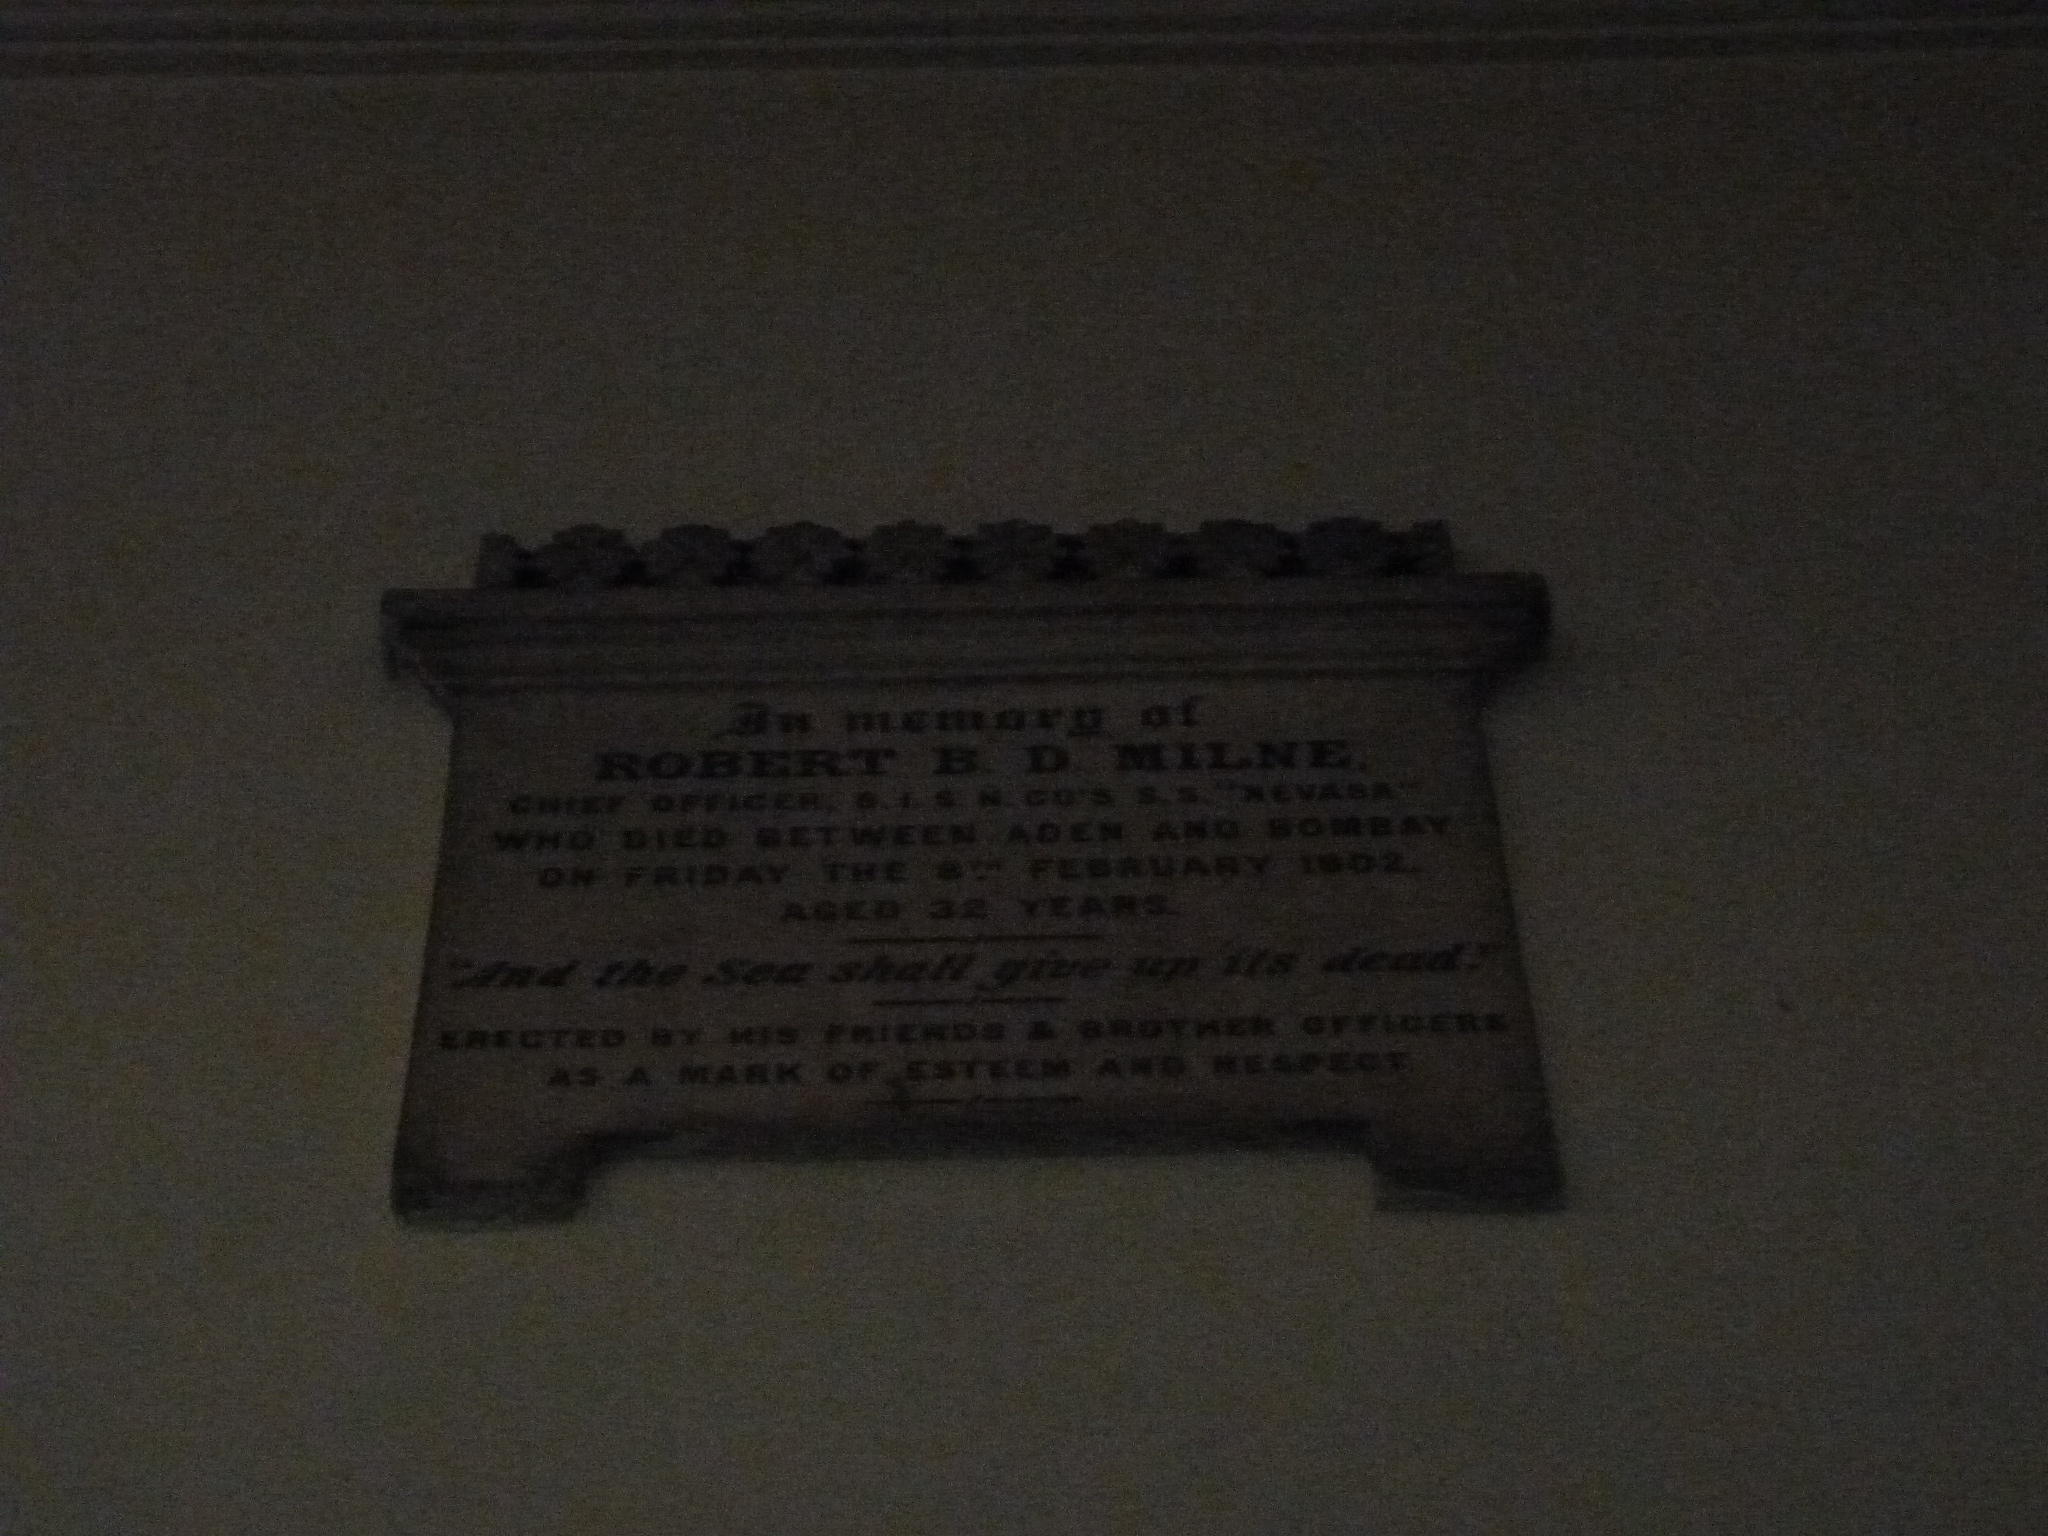 In memory of
ROBERT B. D. MILNE,
CHIEF OFFICER, B.I.S.N.CO'S S.S. "NEVASA"
WHO DIED BETWEEN ADEN AND BOMBAY
ON FRIDAY THE FEBRUARY
AGED 32 YEARS.
"And the Sea shall give up its dead."
ERECTED BY HIS FRIENDS & BROTHER OFFICERS
AS A MARK OF ESTEEM AND RESPECT